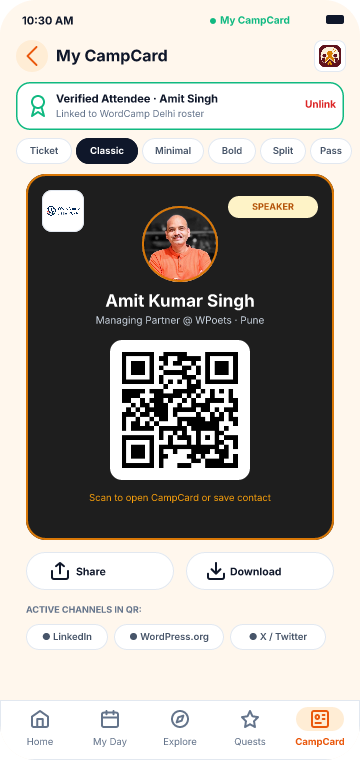 10:30 AM
My CampCard
My CampCard
Verified Attendee · Amit Singh
Linked to WordCamp Delhi roster
Unlink
Ticket
Classic
Minimal
Bold
Split
Pass
SPEAKER
Amit Kumar Singh
Managing Partner @ WPoets · Pune
Scan to open CampCard or save contact
Share
Download
ACTIVE CHANNELS IN QR:
LinkedIn
WordPress.org
X / Twitter
Home
My Day
Explore
Quests
CampCard